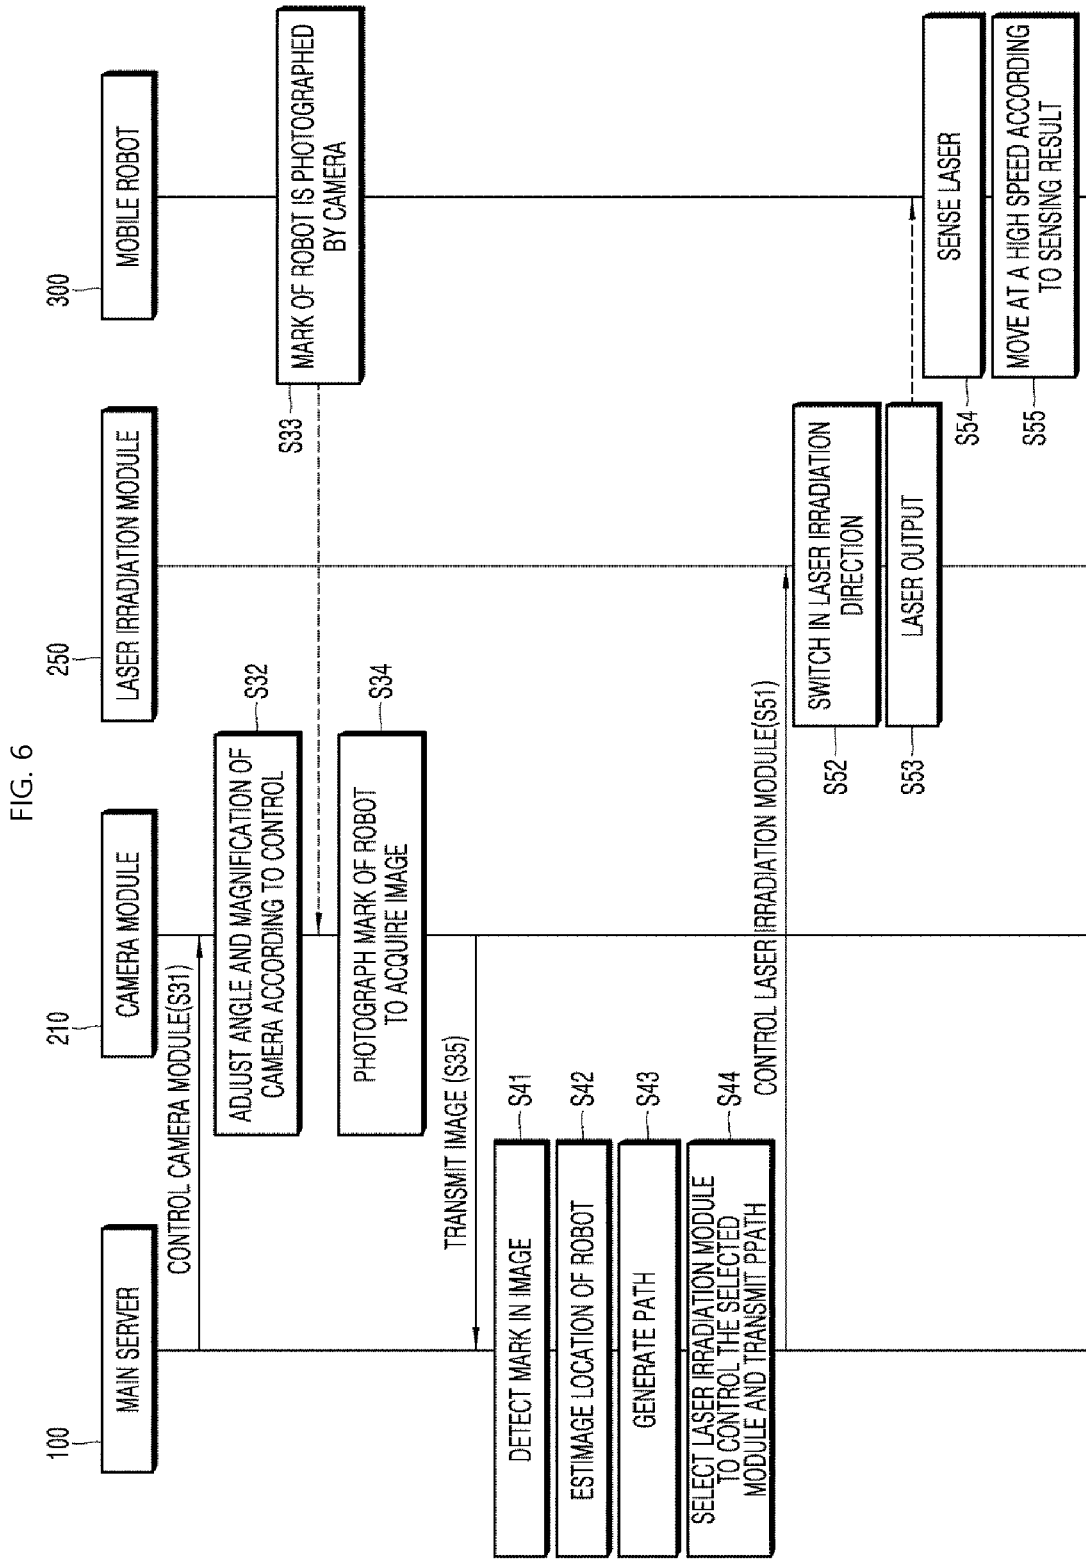 FIG. 6
100
210
250
300
MAIN SERVER
CAMERA MODULE
LASER IRRADIATION MODULE
MOBILE ROBOT
CONTROL CAMERA MODULE(S31)
ADJUST ANGLE AND MAGNIFICATION OF
CAMERA ACCORDING TO CONTROL
S32
S33
MARK OF ROBOT IS PHOTOGRAPHED
BY CAMERA
PHOTOGRAPH MARK OF ROBOT
TO ACQUIRE IMAGE
S34
TRANSMIT IMAGE (S35)
DETECT MARK IN IMAGE
S41
ESTIMAGE LOCATION OF ROBOT
S42
GENERATE PATH
S43
SELECT LASER IRRADIATION MODULE
TO CONTROL THE SELECTED
MODULE AND TRANSMIT PPATH
S44
CONTROL LASER IRRADIATION MODULE(S51)
S52
SWITCH IN LASER IRRADIATION
DIRECTION
S53
LASER OUTPUT
S54
SENSE LASER
S55
MOVE AT A HIGH SPEED ACCORDING
TO SENSING RESULT